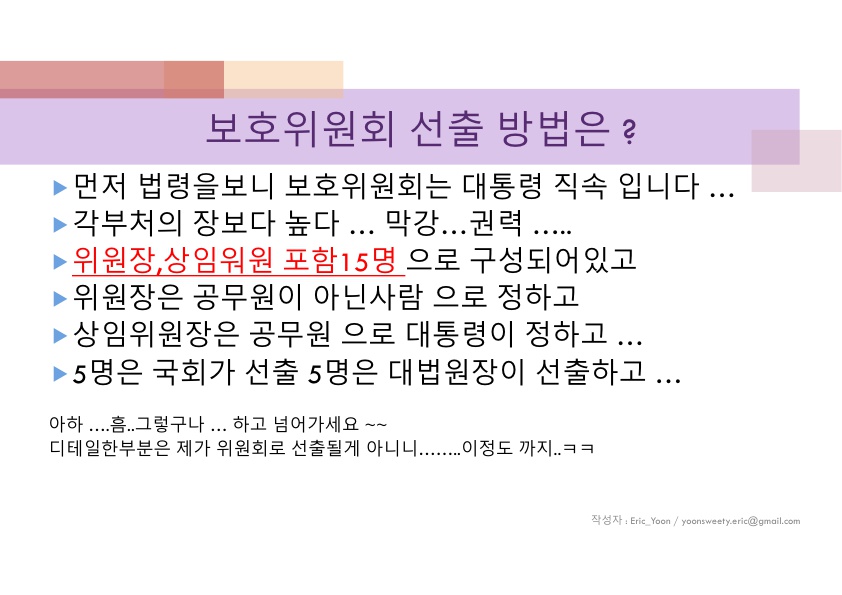 보호위원회 선출 방법은 ?
먼저 법령을보니 보호위원회는 대통령 직속 입니다 ...
각부처의 장보다 높다 ... 막강...권력 .....
위원장,상임워원 포함15명 으로 구성되어있고
위원장은 공무원이 아닌사람 으로 정하고
상임위원장은 공무원 으로 대통령이 정하고 ...
5명은 국회가 선출 5명은 대법원장이 선출하고 ...
아하 ....흠..그렇구나 ... 하고 넘어가세요 ~~
디테일한부분은 제가 위원회로 선출될게 아니니........이정도 까지..ㅋㅋ
작성자 : Eric_Yoon / yoonsweety.eric@gmail.com